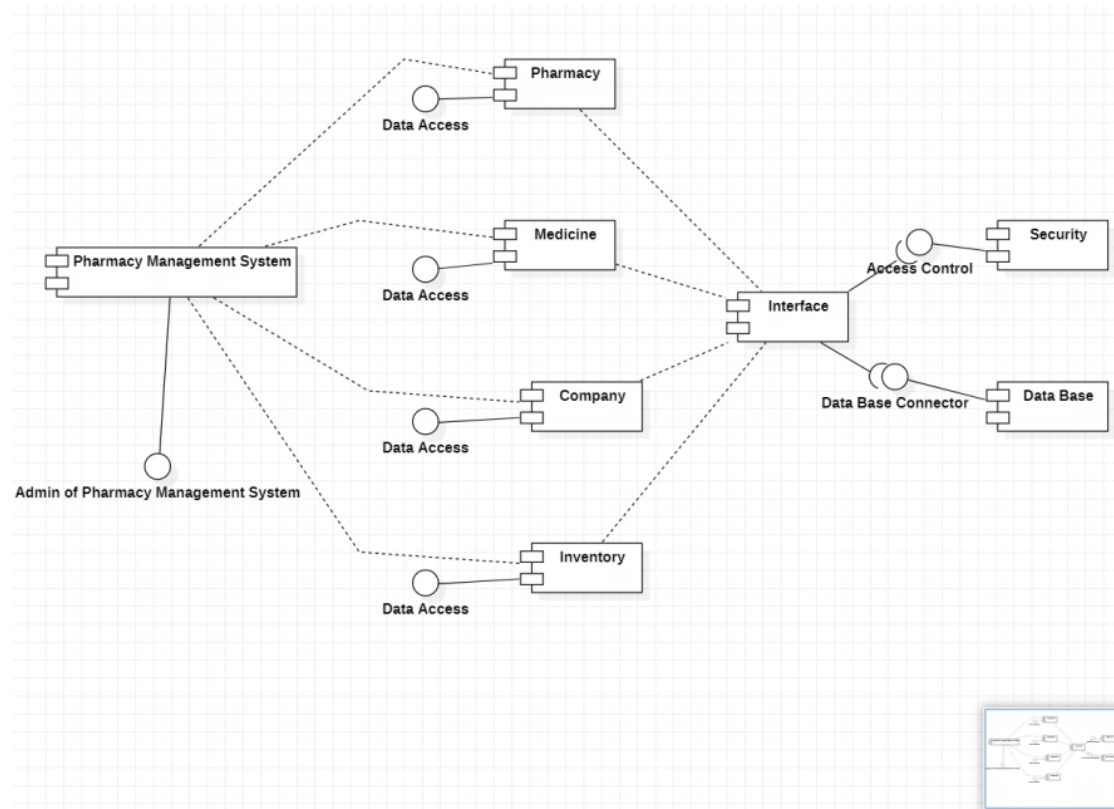 Pharmacy
Data Access
Medicine
Security
Pharmacy Management System
Access Control
Data Access
Interface
Company
Data Base
Data Base Connector
Data Access
Admin of Pharmacy Management System
Inventory
Data Access